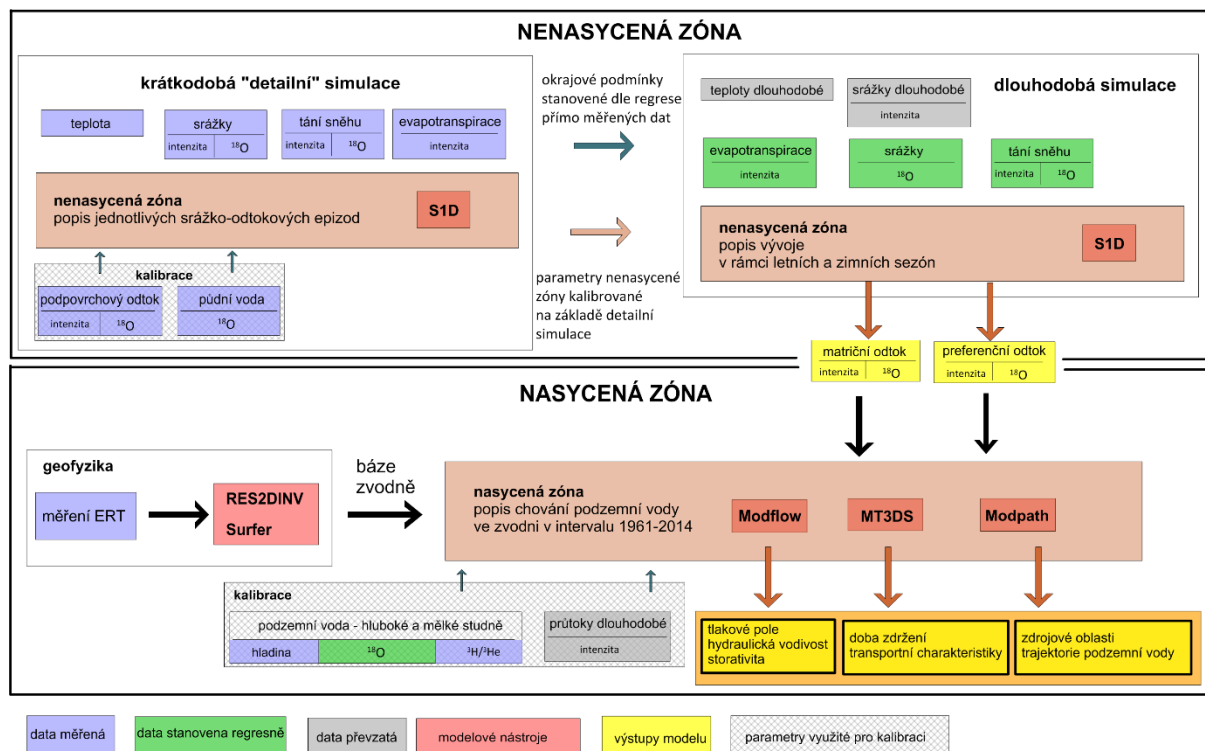 NENASYCENÁ ZÓNA
krátkodobá "detailní" simulace
teplota
srážky
intenzita
¹⁸O
tání sněhu
intenzita
¹⁸O
evapotranspirace
intenzita
nenasycená zóna
popis jednotlivých srážko-odtokových epizod
S1D
kalibrace
podpovrchový odtok
intenzita
¹⁸O
půdní voda
¹⁸O
okrajové podmínky
stanovené dle regrese
přímo měřených dat
parametry nenasycené
zóny kalibrované
na základě detailní
simulace
dlouhodobá simulace
teploty dlouhodobé
srážky dlouhodobé
intenzita
evapotranspirace
intenzita
srážky
¹⁸O
tání sněhu
intenzita
¹⁸O
nenasycená zóna
popis vývoje
v rámci letních a zimních sezón
S1D
matriční odtok
intenzita
¹⁸O
preferenční odtok
intenzita
¹⁸O
NASYCENÁ ZÓNA
geofyzika
měření ERT
RES2DINV
Surfer
báze
zvodně
nasycená zóna
popis chování podzemní vody
ve zvodni v intervalu 1961-2014
Modflow
MT3DS
Modpath
kalibrace
podzemní voda - hluboké a mělké studně
hladina
¹⁸O
³H/³He
průtoky dlouhodobé
intenzita
tlakové pole
hydraulická vodivost
storativita
doba zdržení
transportní charakteristiky
zdrojové oblasti
trajektorie podzemní vody
data měřená
data stanovena regresně
data převzatá
modelové nástroje
výstupy modelu
parametry využité pro kalibraci